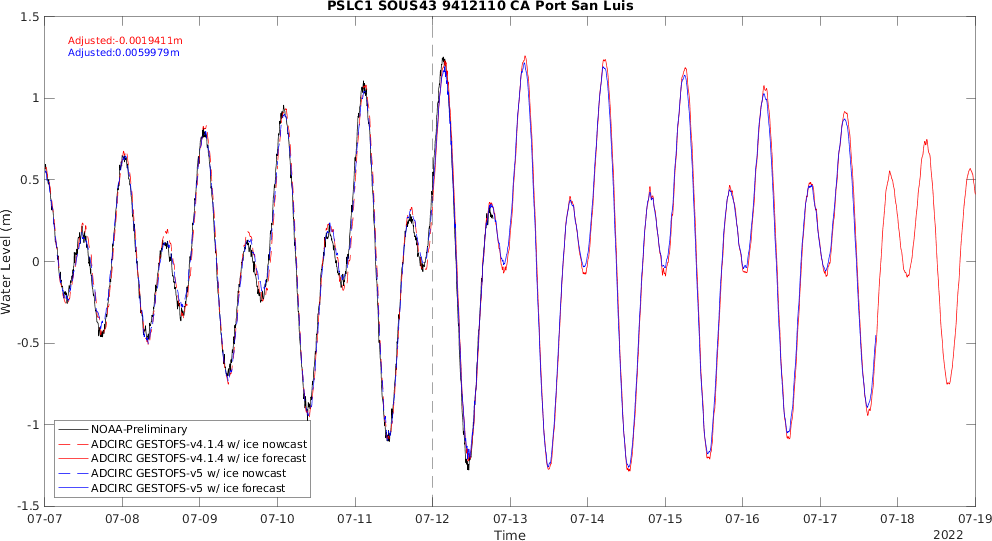 PSLC1 SOUS43 9412110 CA Port San Luis
Adjusted:-0.0019411m
Adjusted:0.0059979m
1.5
1
0.5
0
-0.5
-1
-1.5
Water Level (m)
NOAA-Preliminary
ADCIRC GESTOFS-v4.1.4 w/ ice nowcast
ADCIRC GESTOFS-v4.1.4 w/ ice forecast
ADCIRC GESTOFS-v5 w/ ice nowcast
ADCIRC GESTOFS-v5 w/ ice forecast
07-07 07-08 07-09 07-10 07-11 07-12 07-13 07-14 07-15 07-16 07-17 07-18 07-19
Time
2022